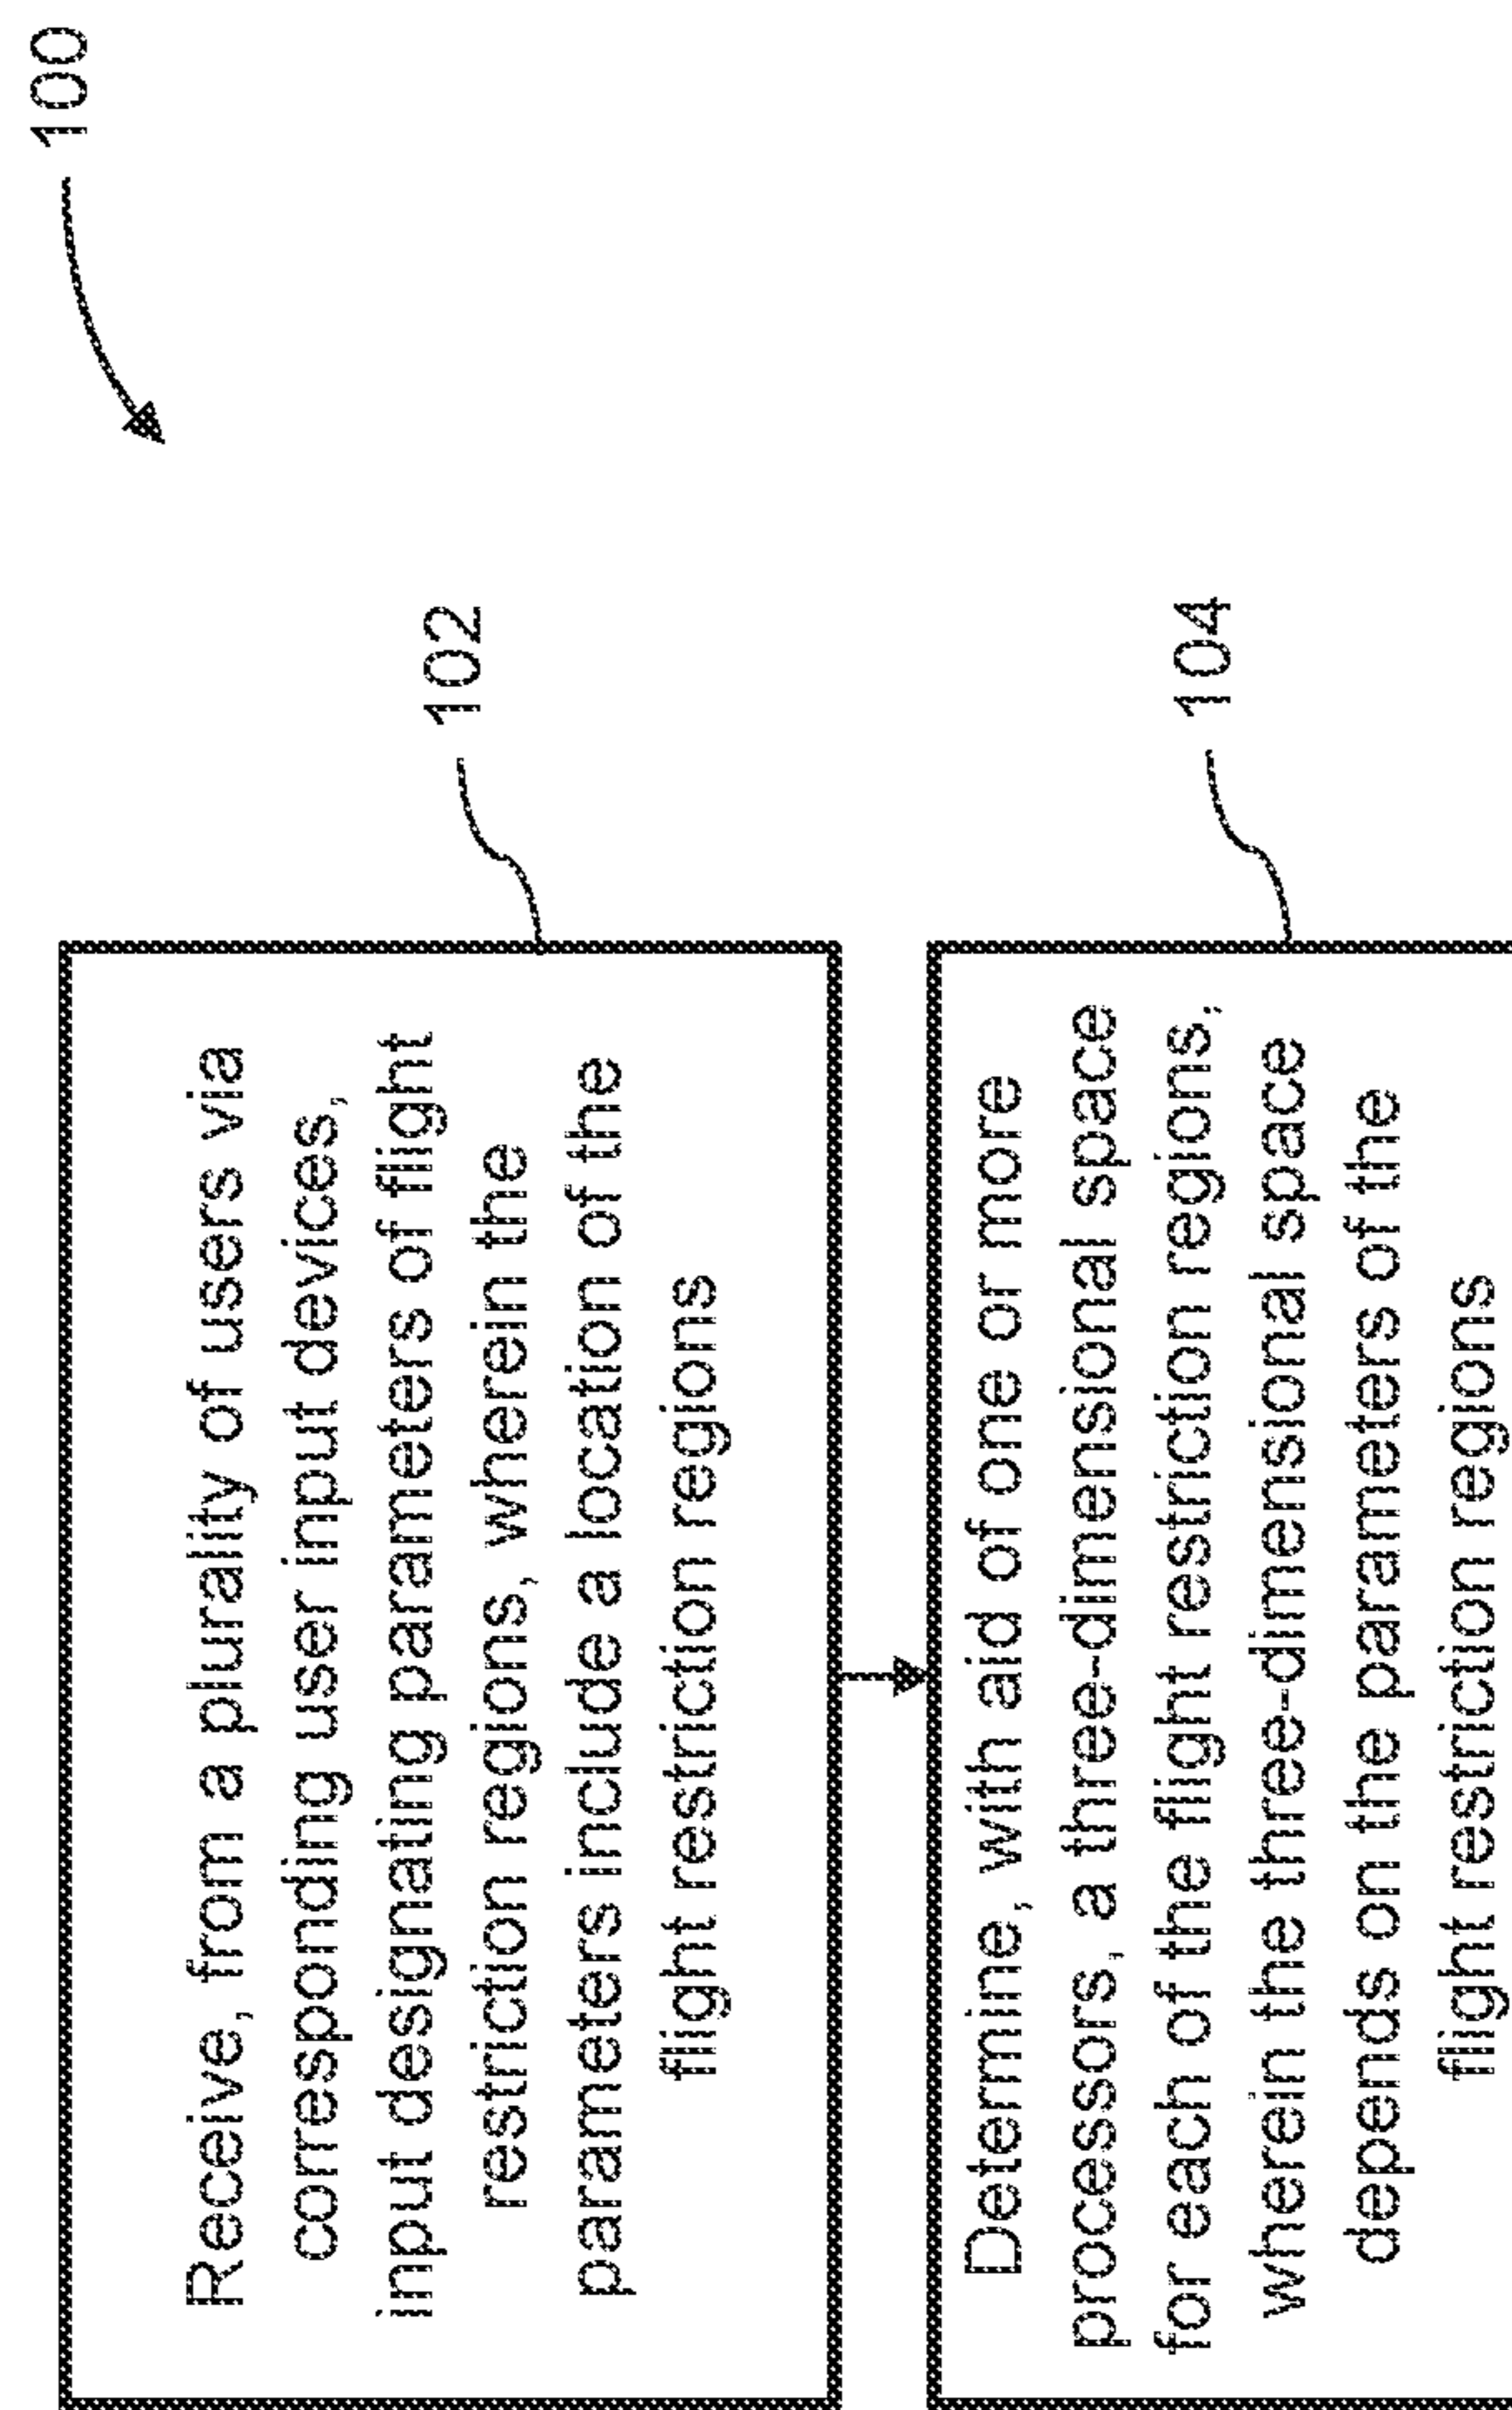 100
Receive, from a plurality of users via
corresponding user input devices,
input designating parameters of flight
restriction regions, wherein the
parameters include a location of the
flight restriction regions
102
Determine, with aid of one or more
processors, a three-dimensional space
for each of the flight restriction regions,
wherein the three-dimensional space
depends on the parameters of the
flight restriction regions
104